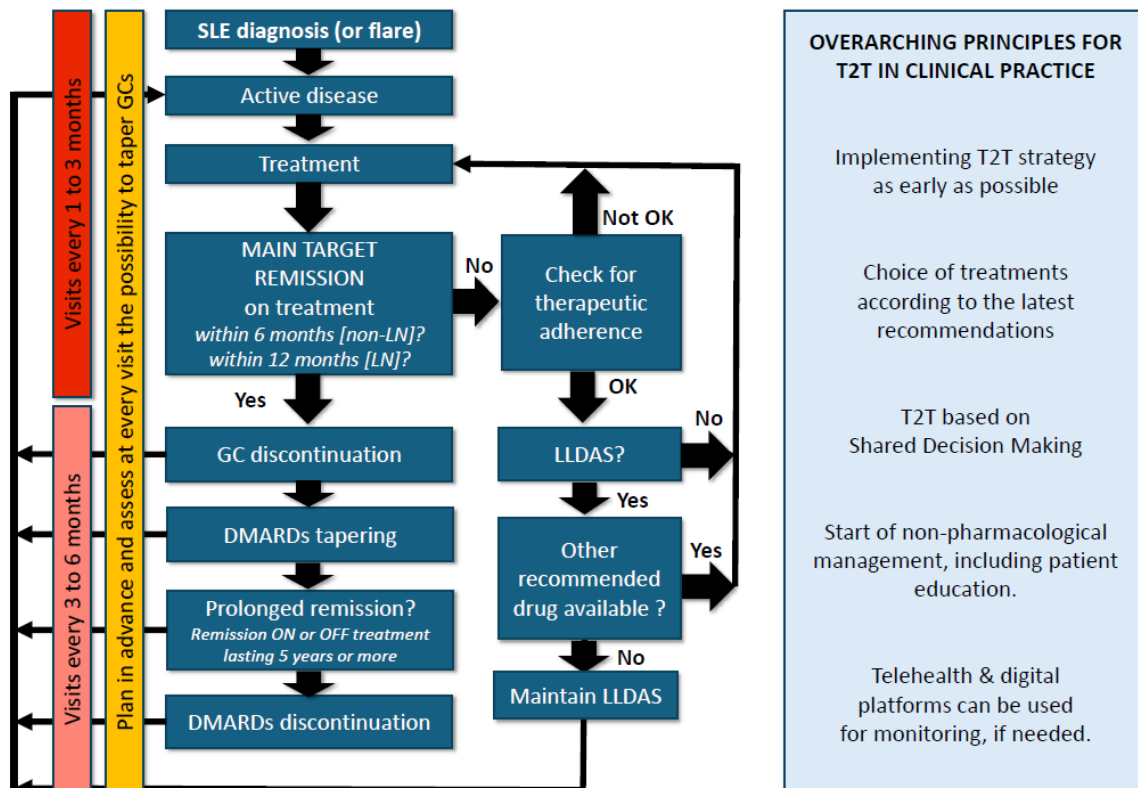 Visits every 1 to 3 months
Visits every 3 to 6 months
Plan in advance and assess at every visit the possibility to taper GCs
SLE diagnosis (or flare)
Active disease
Treatment
MAIN TARGET
REMISSION
on treatment
within 6 months [non-LN]?
within 12 months [LN]?
No
Yes
GC discontinuation
DMARDs tapering
Prolonged remission?
Remission ON or OFF treatment
lasting 5 years or more
DMARDs discontinuation
Not OK
Check for
therapeutic
adherence
OK
LLDAS?
No
Yes
Other
recommended
drug available ?
Yes
No
Maintain LLDAS
OVERARCHING PRINCIPLES FOR
T2T IN CLINICAL PRACTICE
Implementing T2T strategy
as early as possible
Choice of treatments
according to the latest
recommendations
T2T based on
Shared Decision Making
Start of non-pharmacological
management, including patient
education.
Telehealth & digital
platforms can be used
for monitoring, if needed.